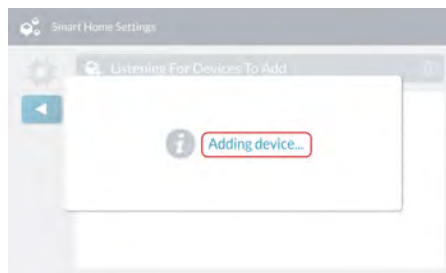 Smart Home Settings
Listening For Devices To Add
Adding device...